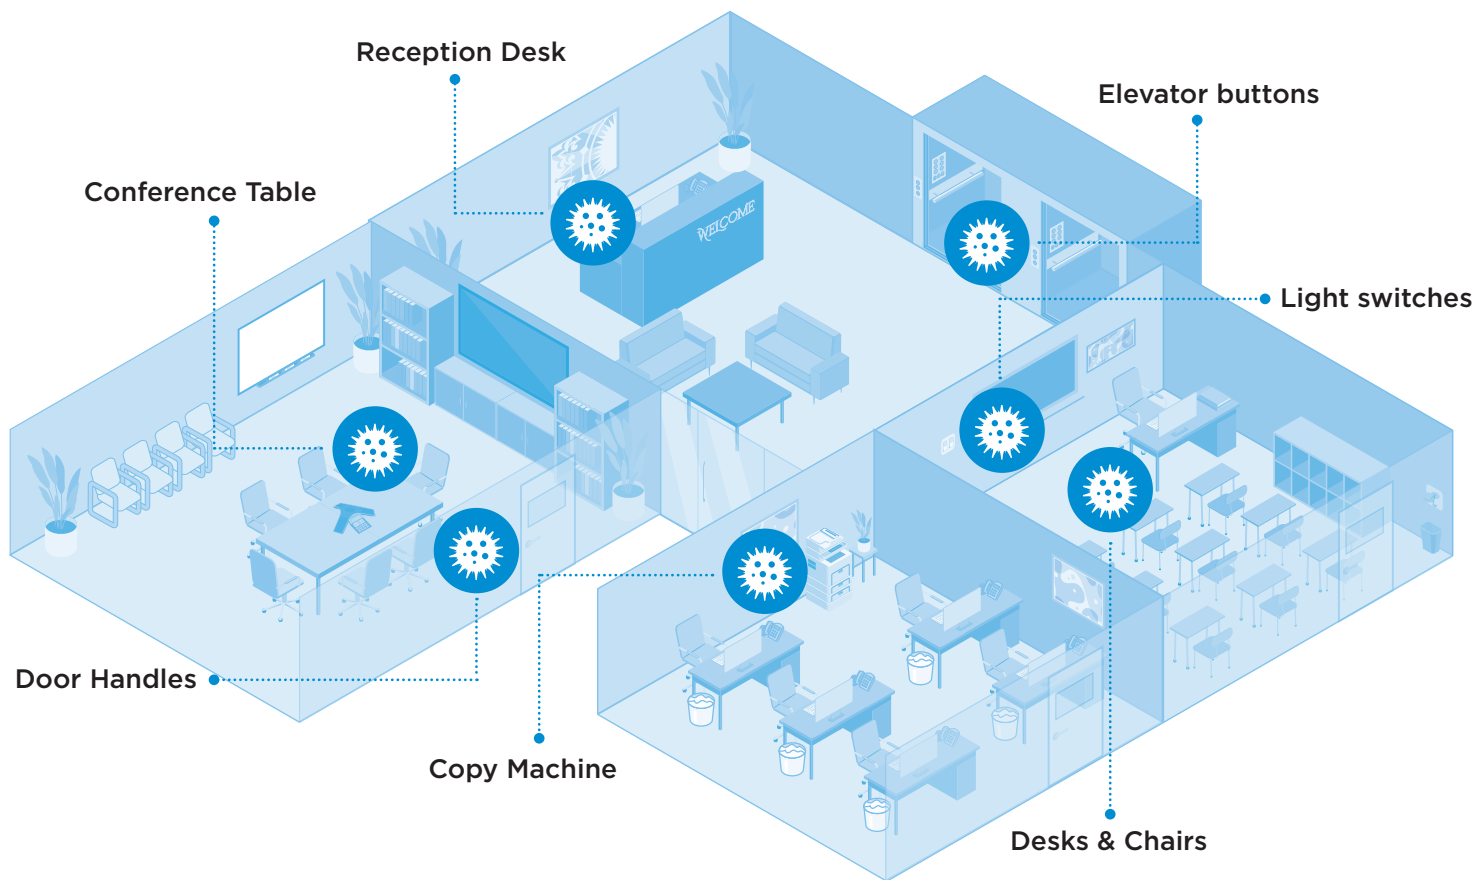 Reception Desk
Elevator buttons
Conference Table
WELCOME
Light switches
Door Handles
Copy Machine
Desks & Chairs